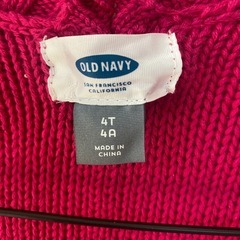 OLD NAVY
SAN FRANCISCO
CALIFORNIA
4T
4A
MADE IN
CHINA